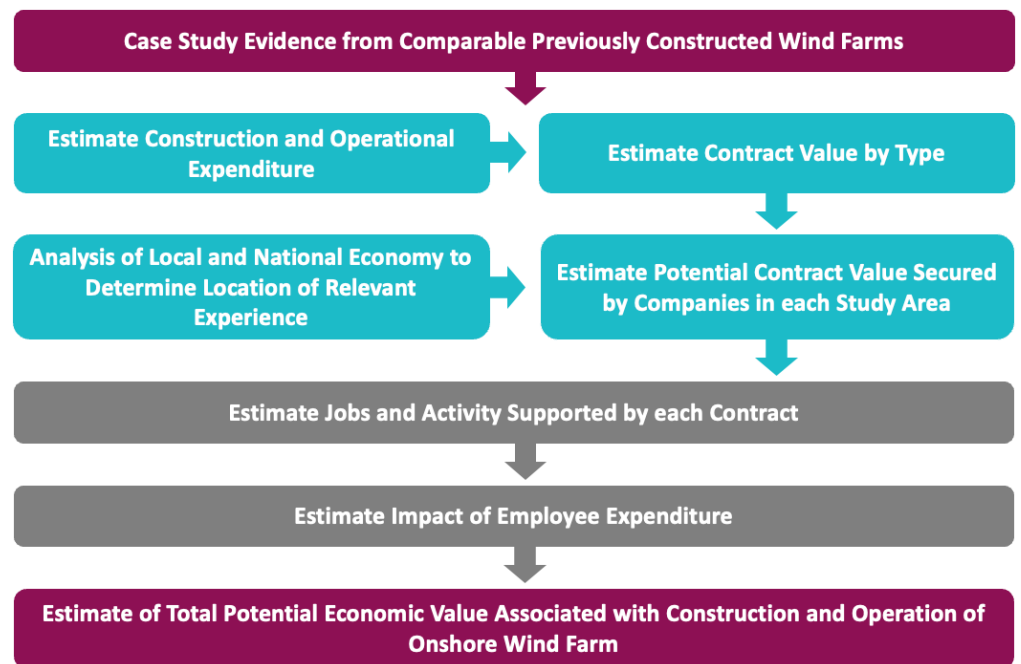 Case Study Evidence from Comparable Previously Constructed Wind Farms
Estimate Construction and Operational
Expenditure
Estimate Contract Value by Type
Analysis of Local and National Economy to
Determine Location of Relevant
Experience
Estimate Potential Contract Value Secured
by Companies in each Study Area
Estimate Jobs and Activity Supported by each Contract
Estimate Impact of Employee Expenditure
Estimate of Total Potential Economic Value Associated with Construction and Operation of
Onshore Wind Farm